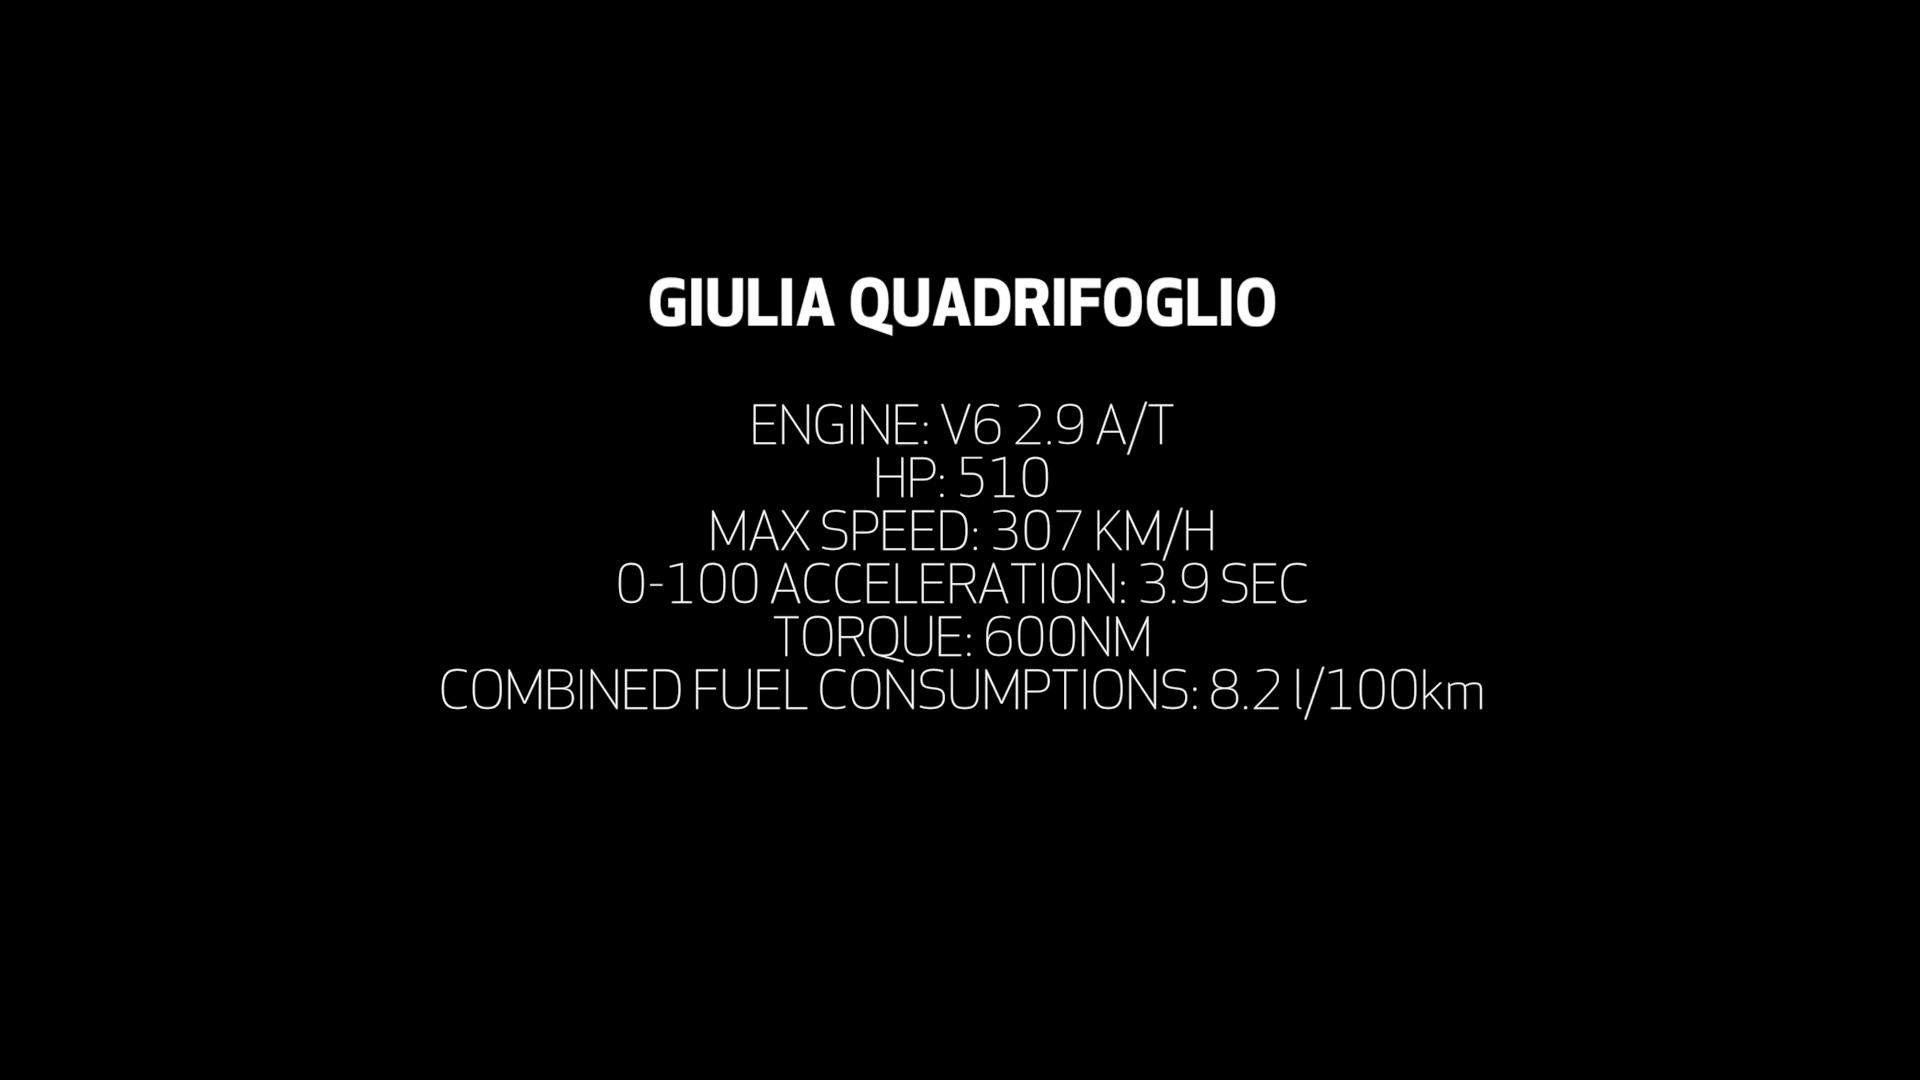 GIULIA QUADRIFOGLIO
ENGINE: V6 2.9 A/T
HP: 510
MAX SPEED: 307 KM/H
0-100 ACCELERATION: 3.9 SEC
TORQUE: 600NM
COMBINED FUEL CONSUMPTIONS: 8.2 l/100km